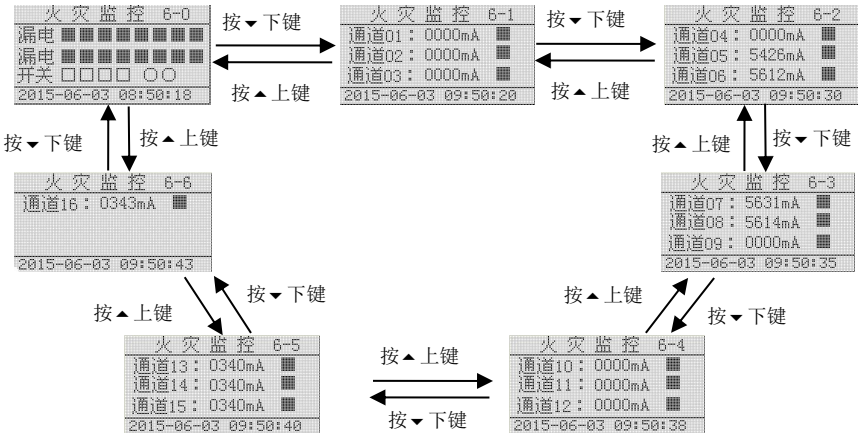 火灾监控 6-0
漏电 ■■■■■■■■
漏电 ■■■■■■■■
开关 □□□□ ○○
2015-06-03 08:50:18
按▼下键
按▲上键
火灾监控 6-1
通道01：0000mA ■
通道02：0000mA ■
通道03：0000mA ■
2015-06-03 09:50:20
按▼下键
按▲上键
火灾监控 6-2
通道04：0000mA ■
通道05：5426mA ■
通道06：5612mA ■
2015-06-03 09:50:30
按▼下键
按▲上键
按▲上键
按▼下键
火灾监控 6-6
通道16：0343mA ■
2015-06-03 09:50:43
火灾监控 6-3
通道07：5631mA ■
通道08：5614mA ■
通道09：0000mA ■
2015-06-03 09:50:35
按▲上键
按▼下键
按▲上键
按▼下键
火灾监控 6-5
通道13：0340mA ■
通道14：0340mA ■
通道15：0340mA ■
2015-06-03 09:50:40
按▲上键
按▼下键
火灾监控 6-4
通道10：0000mA ■
通道11：0000mA ■
通道12：0000mA ■
2015-06-03 09:50:38